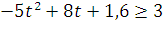 −5t² + 8t + 1,6 ≥ 3